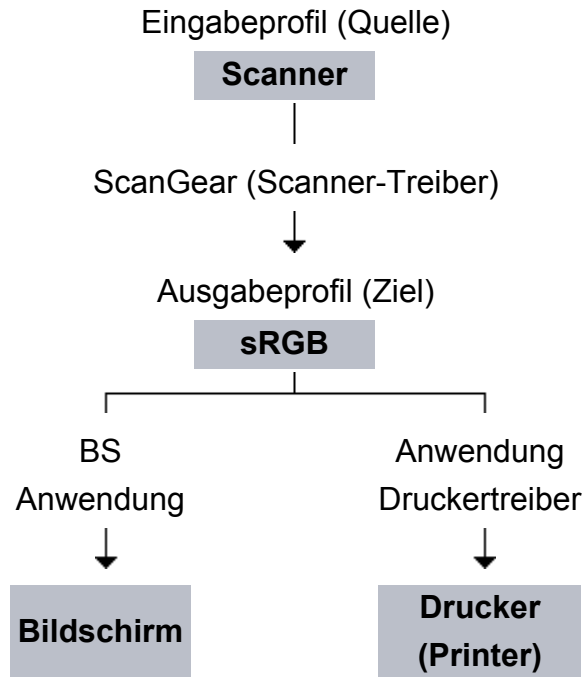 Eingabeprofil (Quelle)
Scanner
ScanGear (Scanner-Treiber)
Ausgabeprofil (Ziel)
sRGB
BS
Anwendung
Bildschirm
Anwendung
Druckertreiber
Drucker
(Printer)